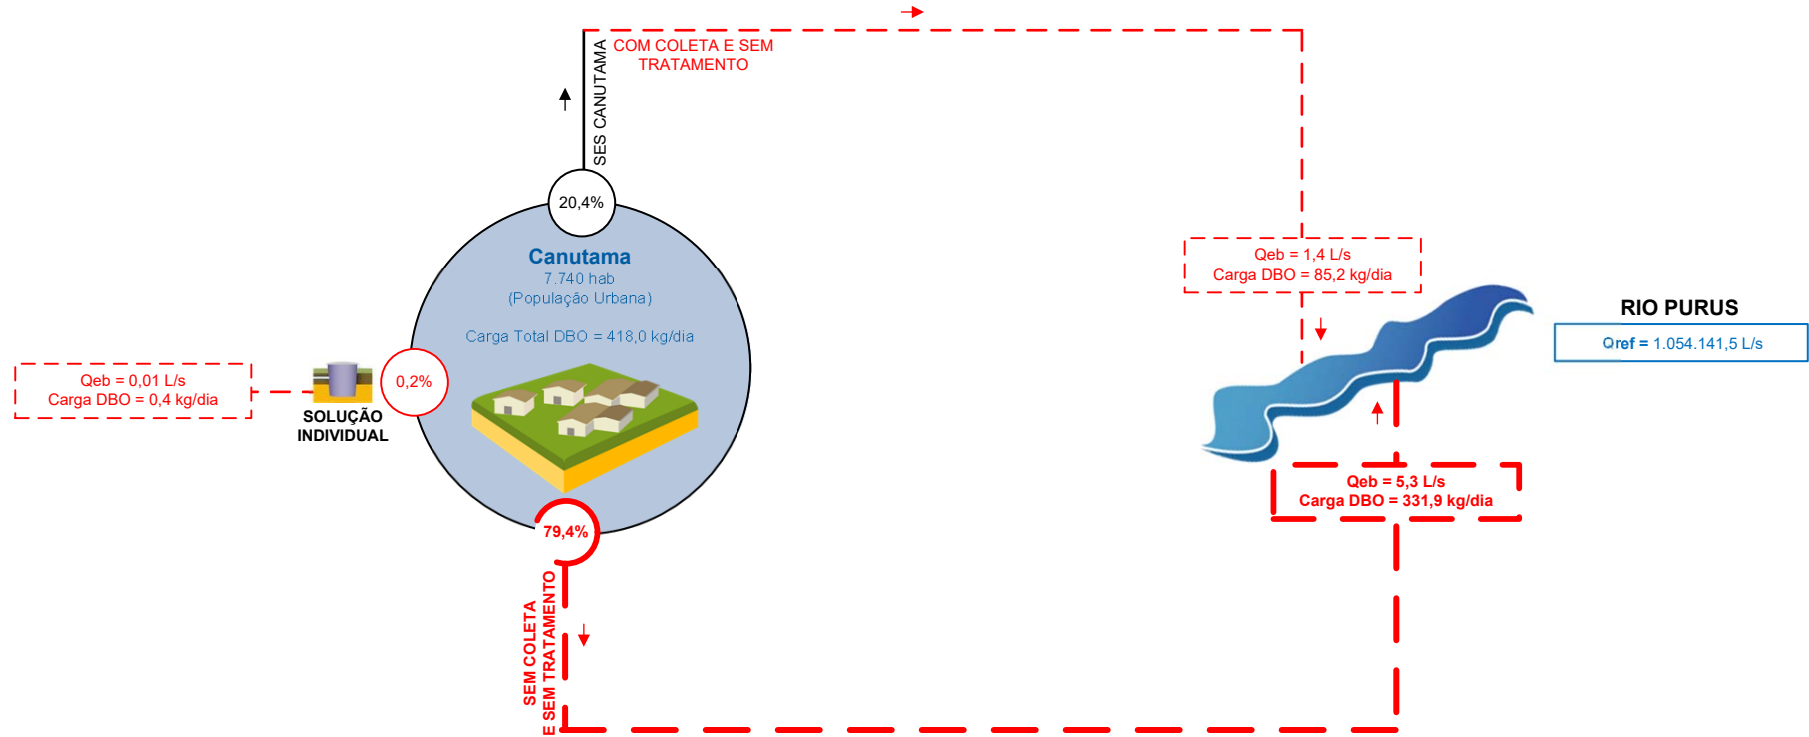 COM COLETA E SEM
TRATAMENTO
SES CANUTAMA
20,4%
Canutama
7.740 hab
(População Urbana)
Carga Total DBO = 418,0 kg/dia
Qeb = 0,01 L/s
Carga DBO = 0,4 kg/dia
SOLUÇÃO
INDIVIDUAL
0,2%
79,4%
SEM COLETA
E SEM TRATAMENTO
Qeb = 1,4 L/s
Carga DBO = 85,2 kg/dia
RIO PURUS
Qref = 1.054.141,5 L/s
Qeb = 5,3 L/s
Carga DBO = 331,9 kg/dia